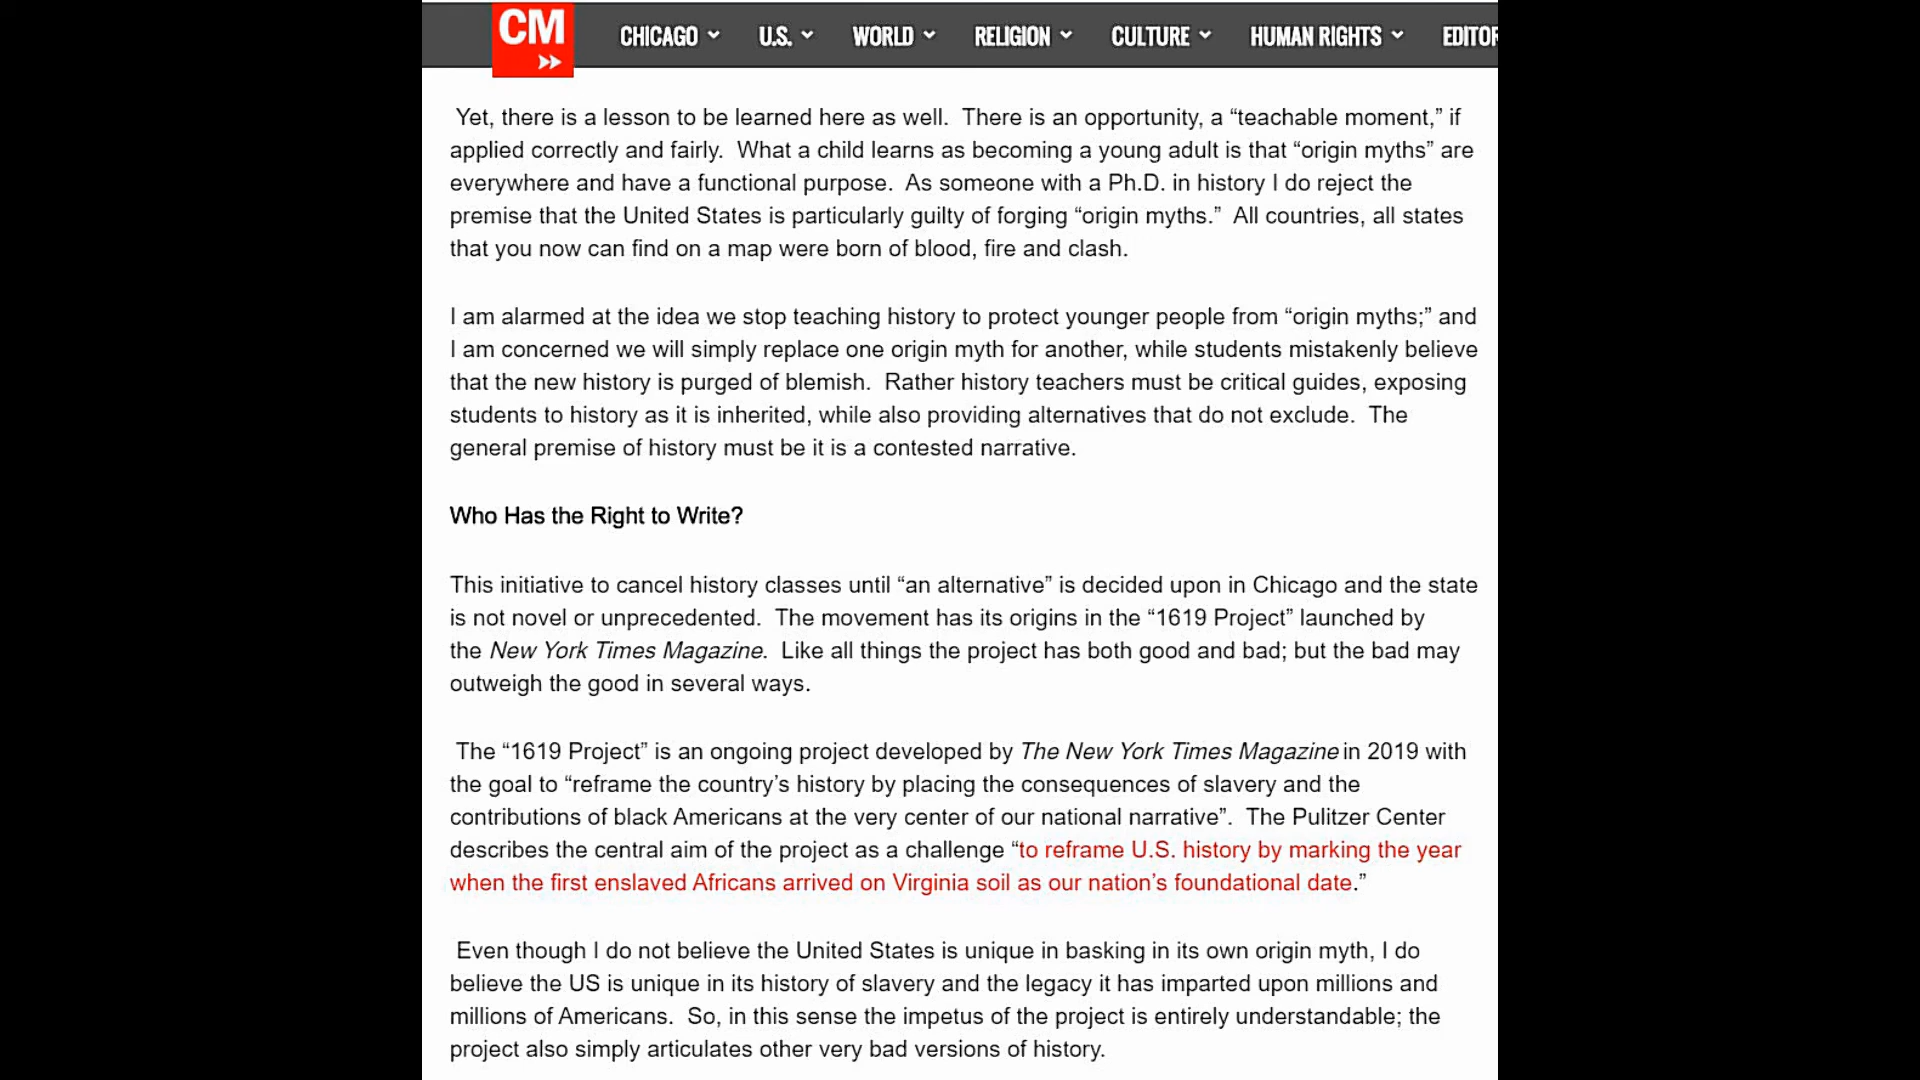 CM
CHICAGO U.S. WORLD RELIGION CULTURE HUMAN RIGHTS EDITOR
Yet, there is a lesson to be learned here as well.  There is an opportunity, a “teachable moment,” if
applied correctly and fairly.  What a child learns as becoming a young adult is that “origin myths” are
everywhere and have a functional purpose.  As someone with a Ph.D. in history I do reject the
premise that the United States is particularly guilty of forging “origin myths.”  All countries, all states
that you now can find on a map were born of blood, fire and clash.
I am alarmed at the idea we stop teaching history to protect younger people from “origin myths;” and
I am concerned we will simply replace one origin myth for another, while students mistakenly believe
that the new history is purged of blemish.  Rather history teachers must be critical guides, exposing
students to history as it is inherited, while also providing alternatives that do not exclude.  The
general premise of history must be it is a contested narrative.
Who Has the Right to Write?
This initiative to cancel history classes until “an alternative” is decided upon in Chicago and the state
is not novel or unprecedented.  The movement has its origins in the “1619 Project” launched by
the New York Times Magazine.  Like all things the project has both good and bad; but the bad may
outweigh the good in several ways.
The “1619 Project” is an ongoing project developed by The New York Times Magazine in 2019 with
the goal to “reframe the country’s history by placing the consequences of slavery and the
contributions of black Americans at the very center of our national narrative”.  The Pulitzer Center
describes the central aim of the project as a challenge “to reframe U.S. history by marking the year
when the first enslaved Africans arrived on Virginia soil as our nation’s foundational date.”
Even though I do not believe the United States is unique in basking in its own origin myth, I do
believe the US is unique in its history of slavery and the legacy it has imparted upon millions and
millions of Americans.  So, in this sense the impetus of the project is entirely understandable; the
project also simply articulates other very bad versions of history.